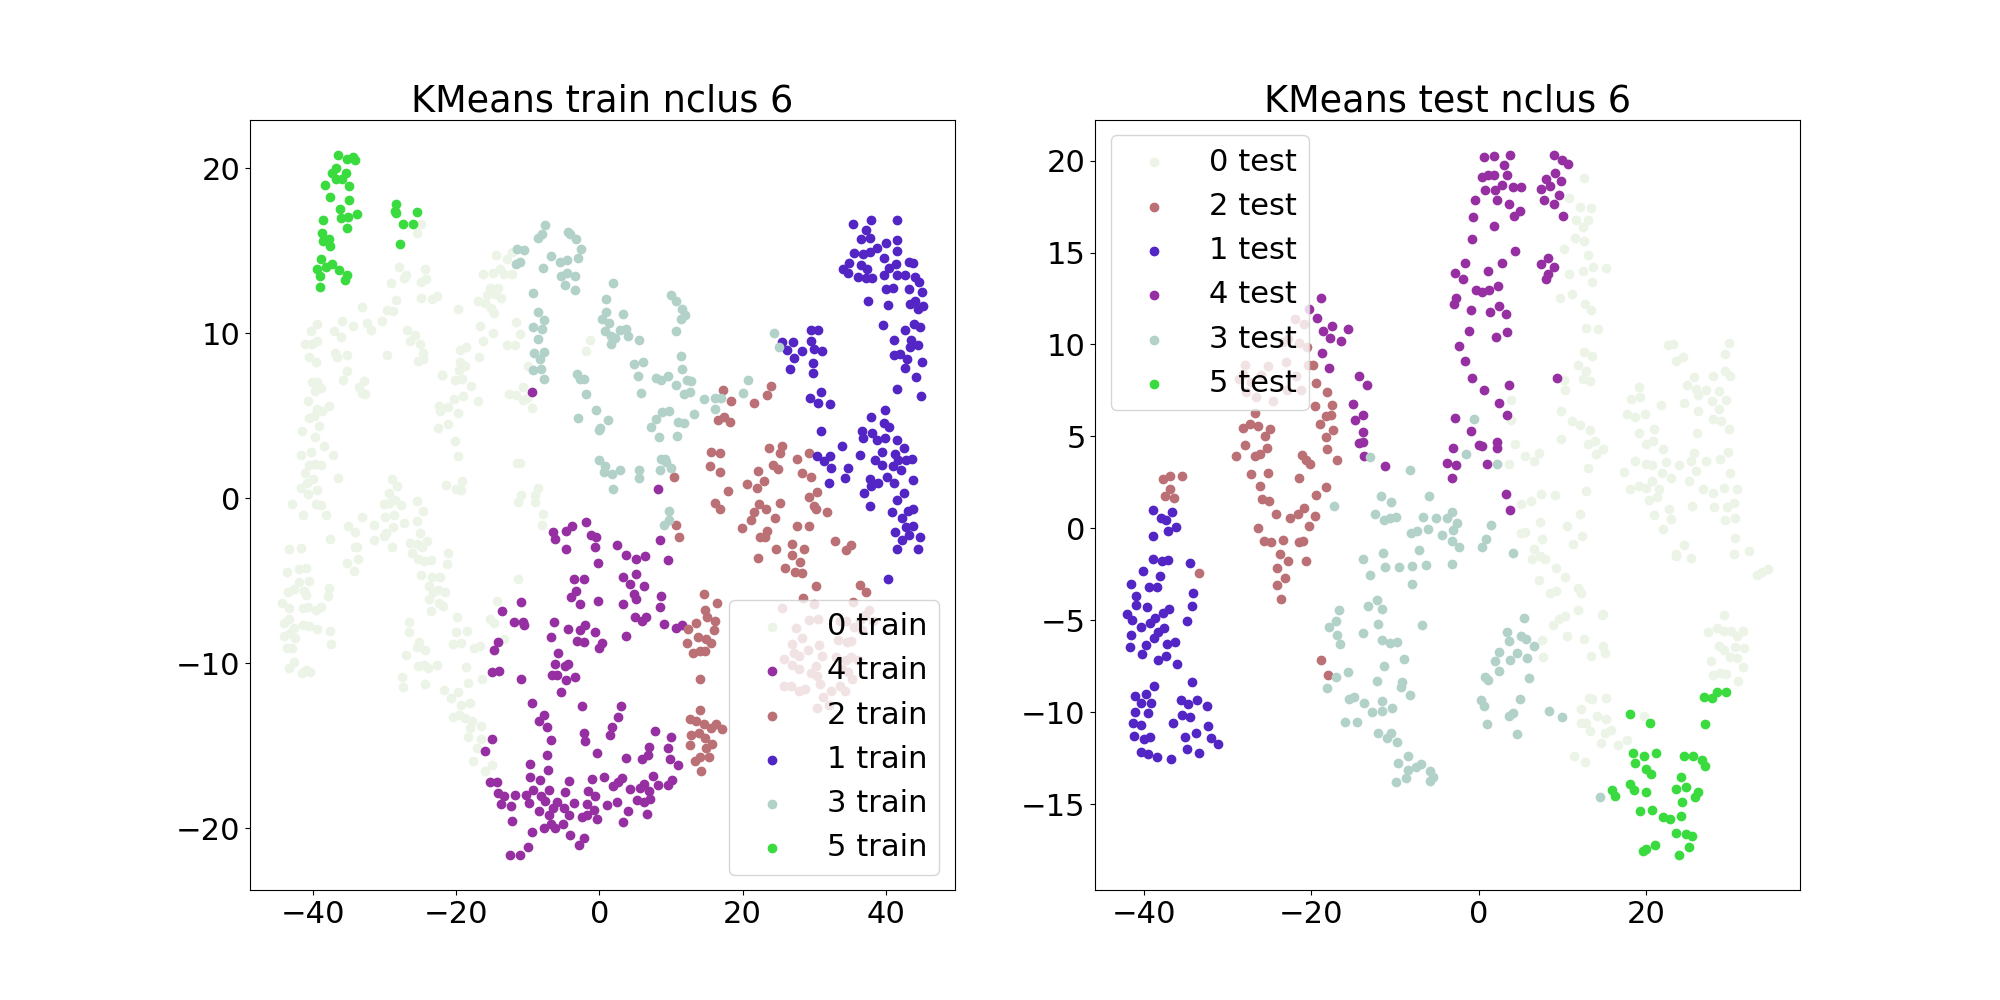 KMeans train nclus 6
20
10
0
−10
−20
−40
−20
0
20
40
0 train
4 train
2 train
1 train
3 train
5 train
KMeans test nclus 6
20
15
10
5
0
−5
−10
−15
−40
−20
0
20
0 test
2 test
1 test
4 test
3 test
5 test